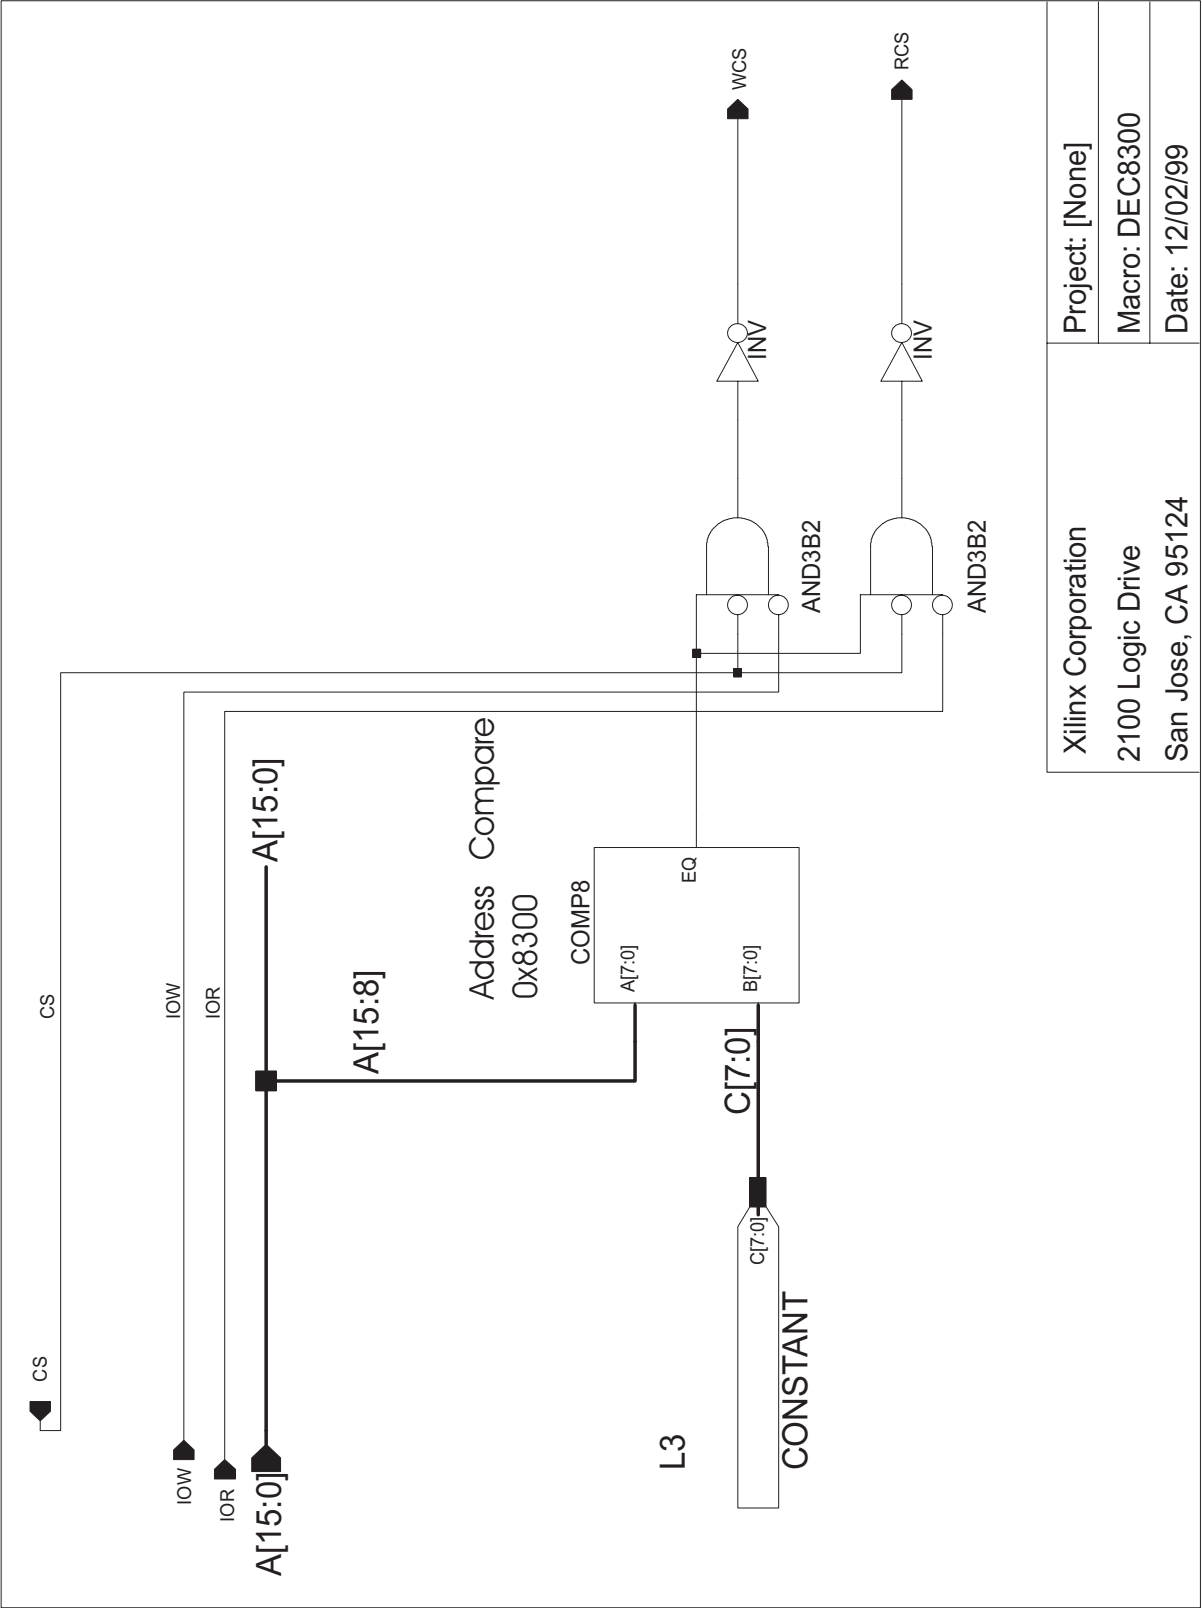 CS
CS
IOW
IOW
IOR
IOR
A[15:0]
A[15:0]
A[15:8]
Address Compare
0x8300
COMP8
A[7:0]
EQ
B[7:0]
L3
C[7:0]
C[7:0]
CONSTANT
AND3B2
INV
WCS
AND3B2
INV
RCS
Xilinx Corporation
2100 Logic Drive
San Jose, CA 95124
Project: [None]
Macro: DEC8300
Date: 12/02/99